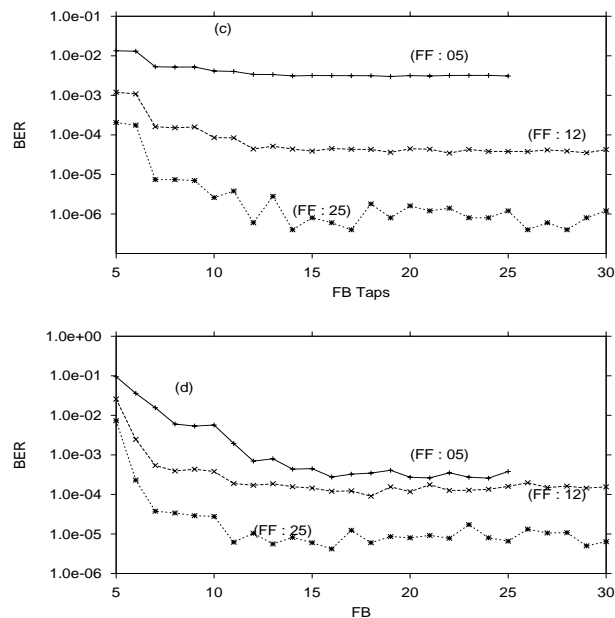 1.0e-01
(c)
1.0e-02
(FF : 05)
1.0e-03
BER
1.0e-04
(FF : 12)
1.0e-05
(FF : 25)
1.0e-06
5 10 15 20 25 30
FB Taps
1.0e+00
1.0e-01
(d)
1.0e-02
BER
1.0e-03
(FF : 05)
1.0e-04
(FF : 12)
(FF : 25)
1.0e-05
1.0e-06
5 10 15 20 25 30
FB